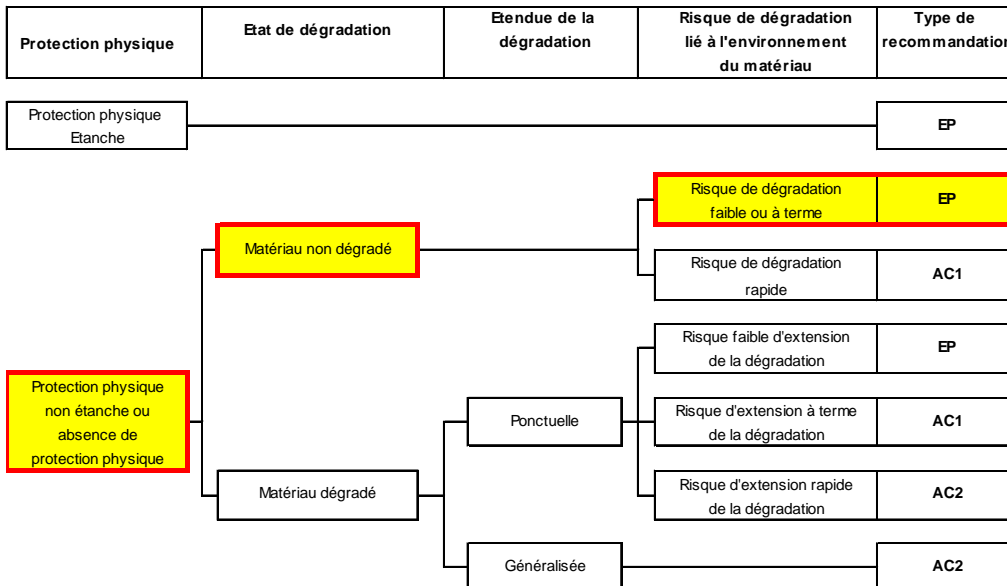 Protection physique
Etat de dégradation
Etendue de la
dégradation
Risque de dégradation
lié à l'environnement
du matériau
Type de
recommandation
Protection physique
Etanche
EP
Risque de dégradation
faible ou à terme
EP
Matériau non dégradé
Risque de dégradation
rapide
AC1
Risque faible d'extension
de la dégradation
EP
Protection physique
non étanche ou
absence de
protection physique
Ponctuelle
Risque d'extension à terme
de la dégradation
AC1
Matériau dégradé
Risque d'extension rapide
de la dégradation
AC2
Généralisée
AC2